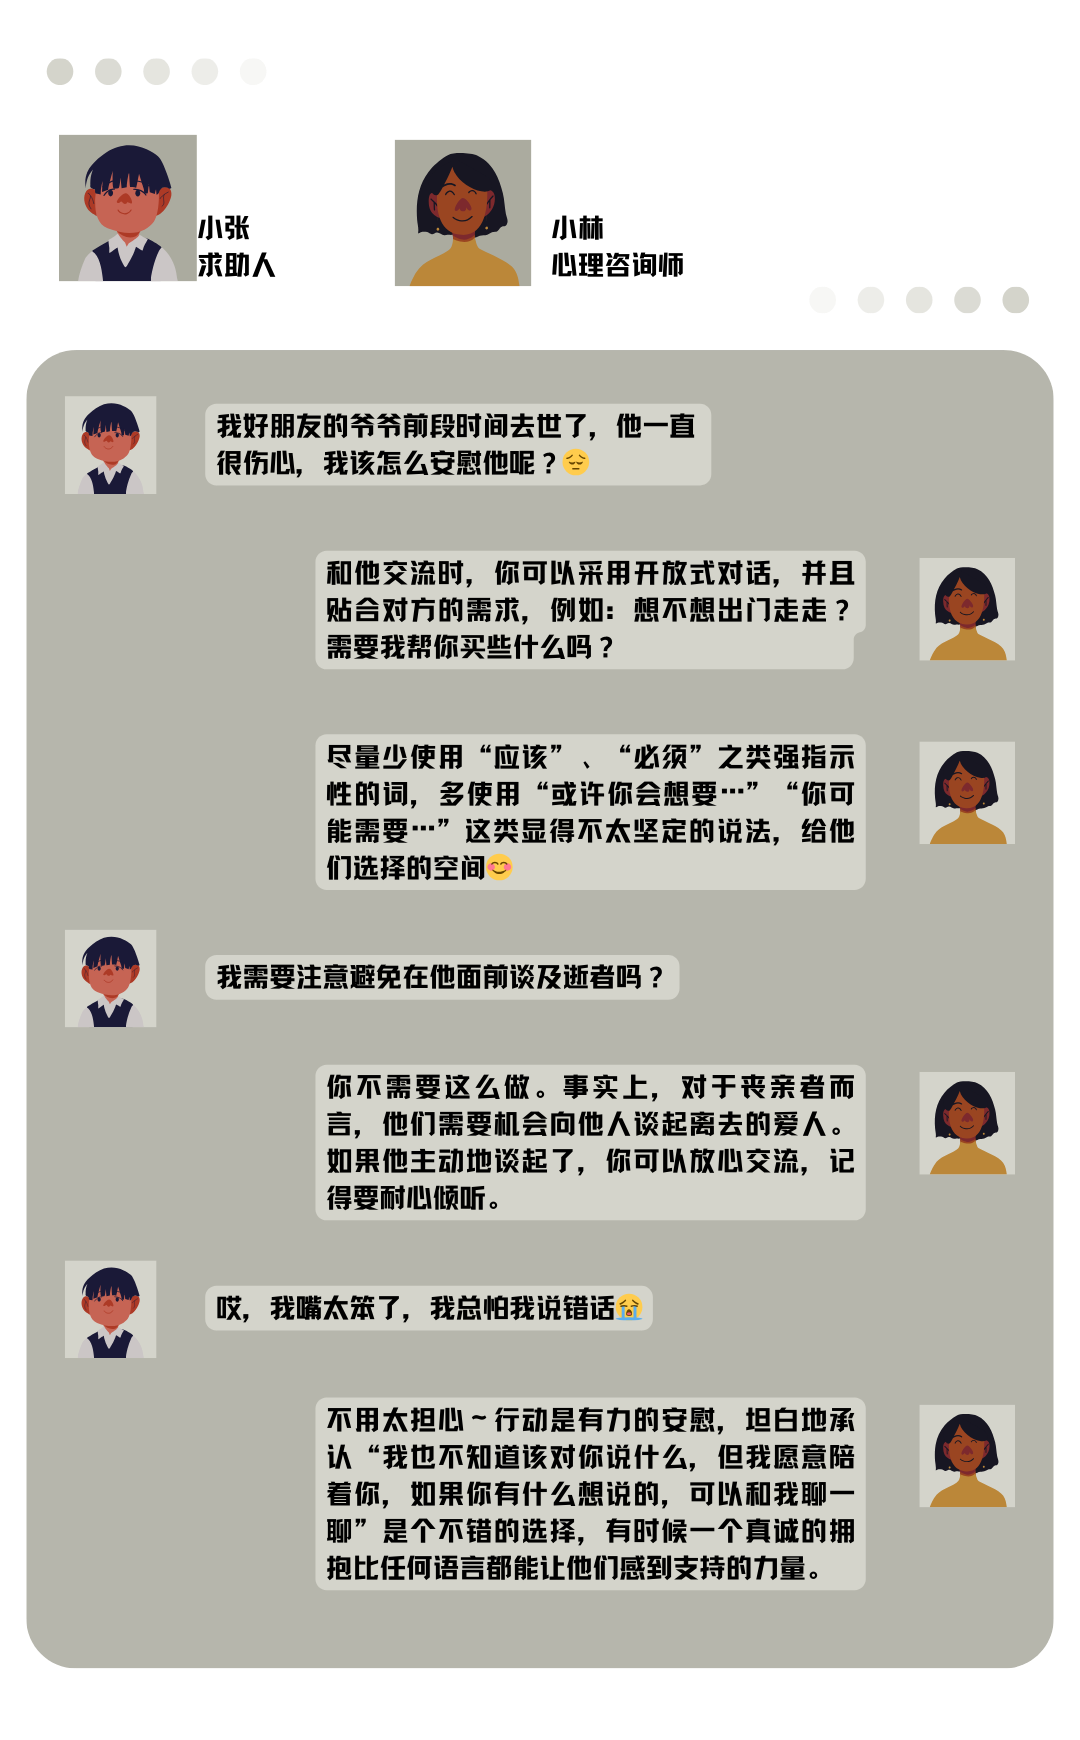 小张
求助人
小林
心理咨询师
我好朋友的爷爷前段时间去世了，他一直
很伤心，我该怎么安慰他呢？😔
和他交流时，你可以采用开放式对话，并且
贴合对方的需求，例如：想不想出门走走？
需要我帮你买些什么吗？
尽量少使用“应该”、“必须”之类强指示
性的词，多使用“或许你会想要…”“你可
能需要…”这类显得不太坚定的说法，给他
们选择的空间😊
我需要注意避免在他面前谈及逝者吗？
你不需要这么做。事实上，对于丧亲者而
言，他们需要机会向他人谈起离去的爱人。
如果他主动地谈起了，你可以放心交流，记
得要耐心倾听。
哎，我嘴太笨了，我总怕我说错话😭
不用太担心～行动是有力的安慰，坦白地承
认“我也不知道该对你说什么，但我愿意陪
着你，如果你有什么想说的，可以和我聊一
聊”是个不错的选择，有时候一个真诚的拥
抱比任何语言都能让他们感到支持的力量。